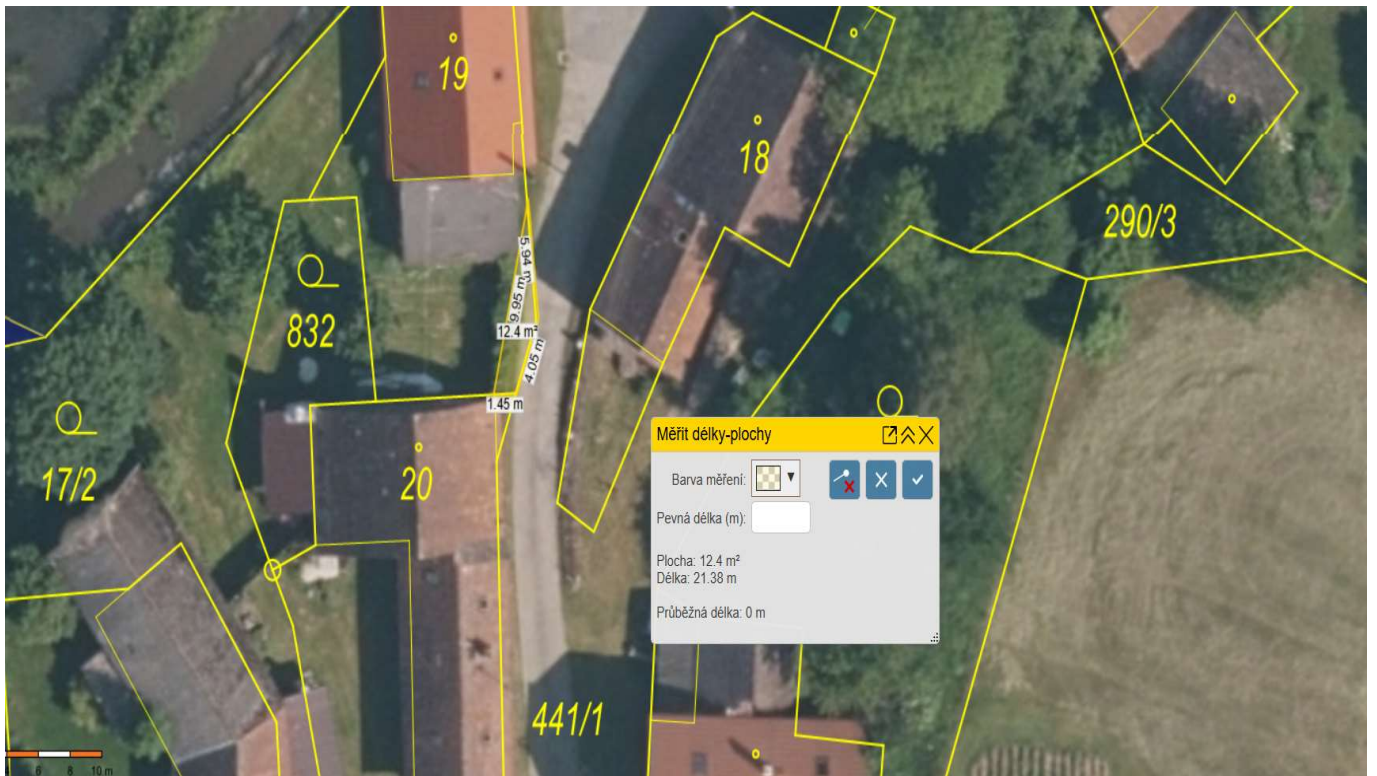 19
18
290/3
5.94 m
9.95 m
12.4 m²
832
4.05 m
1.45 m
17/2
20
Měřit délky-plochy
Barva měření:
Pevná délka (m):
Plocha: 12.4 m²
Délka: 21.38 m
Průběžná délka: 0 m
441/1
6 8 10 m